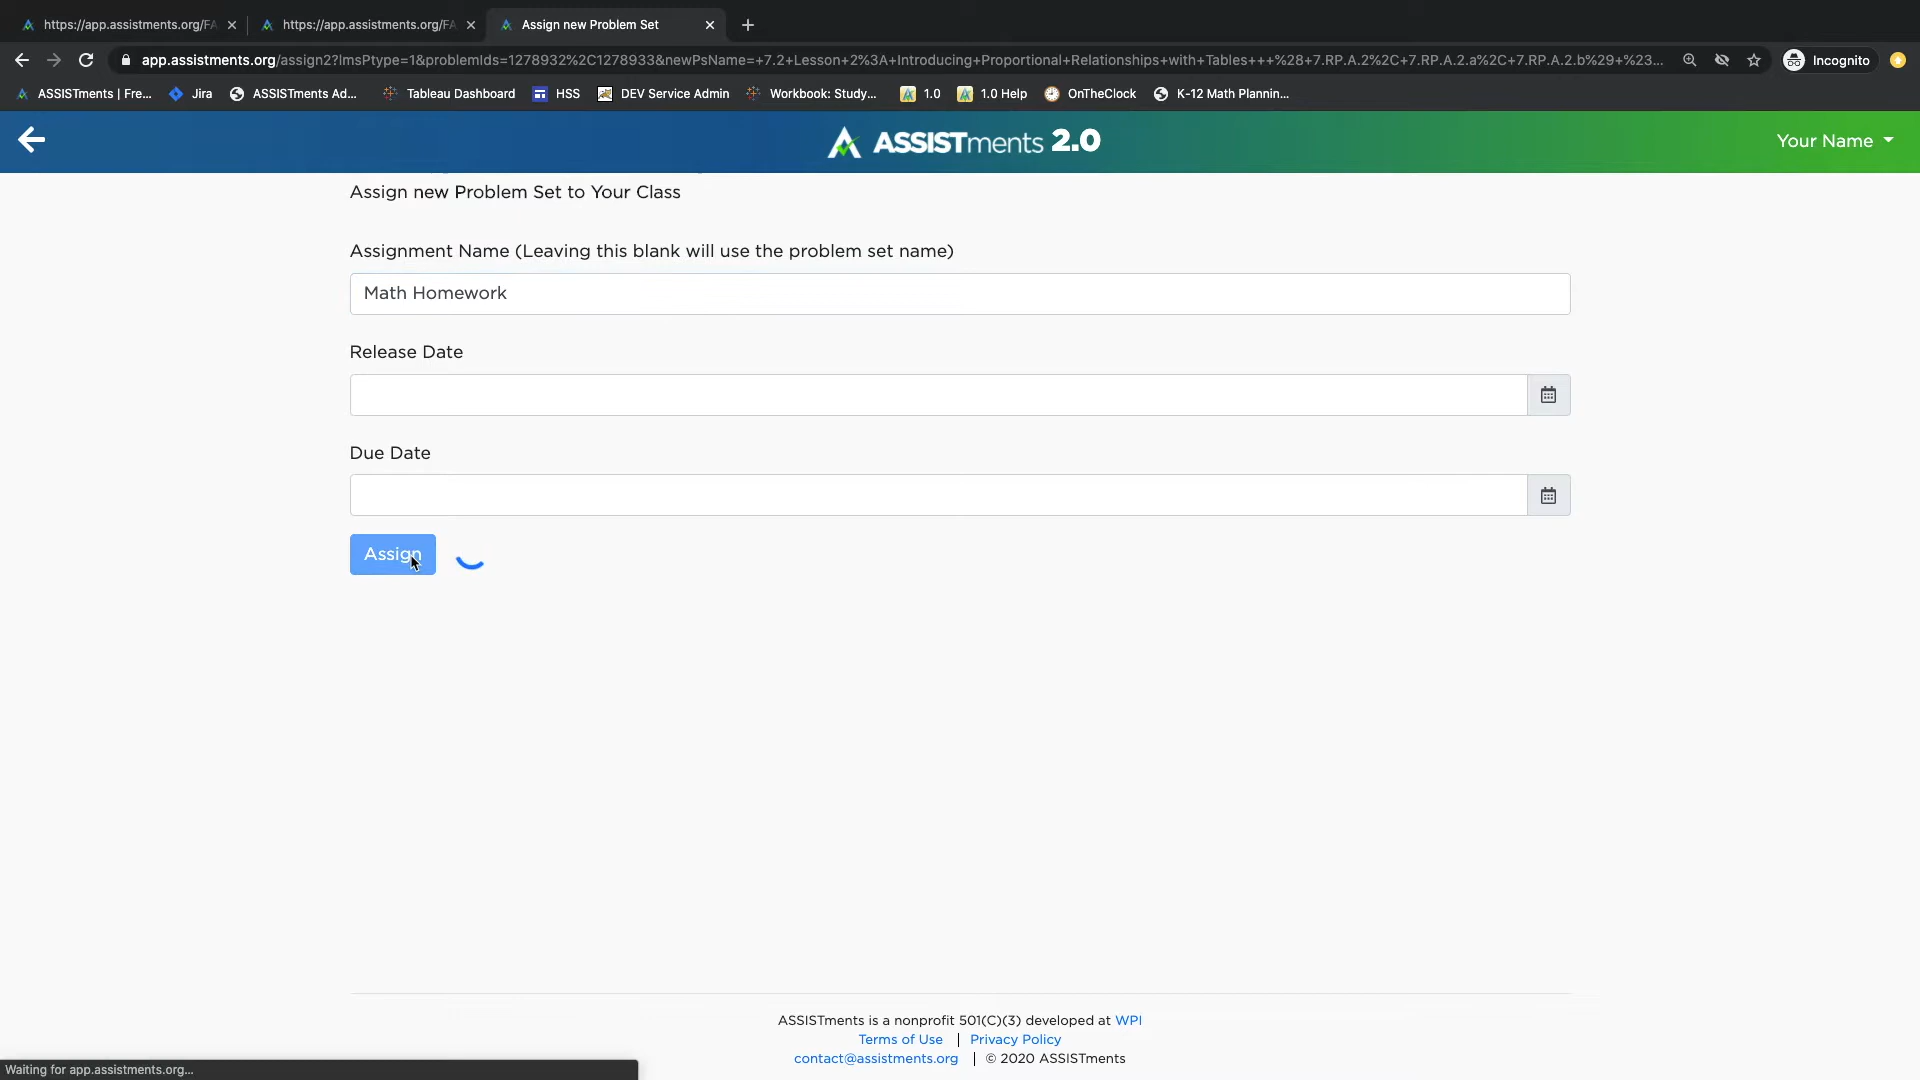 https://app.assistments.org/FA
https://app.assistments.org/FA
Assign new Problem Set
app.assistments.org/assign2?lmsPtype=1&problemIds=1278932%2C1278933&newPsName=+7.2+Lesson+2%3A+Introducing+Proportional+Relationships+with+Tables+++%28+7.RP.A.2%2C+7.RP.A.2.a%2C+7.RP.A.2.b%29+%23...
Incognito
ASSISTments | Fre...
Jira
ASSISTments Ad...
Tableau Dashboard
HSS
DEV Service Admin
Workbook: Study...
1.0
1.0 Help
OnTheClock
K-12 Math Plannin...
ASSISTments 2.0
Your Name
Assign new Problem Set to Your Class
Assignment Name (Leaving this blank will use the problem set name)
Math Homework
Release Date
Due Date
Assign
ASSISTments is a nonprofit 501(C)(3) developed at WPI
Terms of Use | Privacy Policy
contact@assistments.org | © 2020 ASSISTments
Waiting for app.assistments.org...